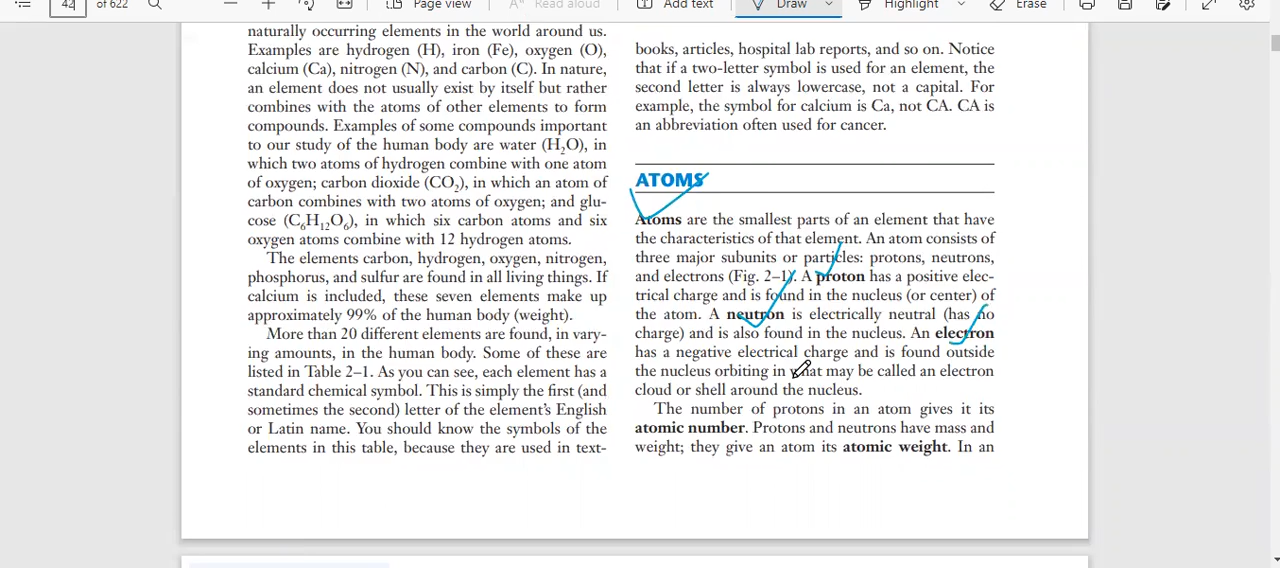 42
of 622
Page view
Read aloud
Add text
Draw
Highlight
Erase
naturally occurring elements in the world around us.
Examples are hydrogen (H), iron (Fe), oxygen (O),
calcium (Ca), nitrogen (N), and carbon (C). In nature,
an element does not usually exist by itself but rather
combines with the atoms of other elements to form
compounds. Examples of some compounds important
to our study of the human body are water (H₂O), in
which two atoms of hydrogen combine with one atom
of oxygen; carbon dioxide (CO₂), in which an atom of
carbon combines with two atoms of oxygen; and glu-
cose (C₆H₁₂O₆), in which six carbon atoms and six
oxygen atoms combine with 12 hydrogen atoms.
The elements carbon, hydrogen, oxygen, nitrogen,
phosphorus, and sulfur are found in all living things. If
calcium is included, these seven elements make up
approximately 99% of the human body (weight).
More than 20 different elements are found, in vary-
ing amounts, in the human body. Some of these are
listed in Table 2–1. As you can see, each element has a
standard chemical symbol. This is simply the first (and
sometimes the second) letter of the element's English
or Latin name. You should know the symbols of the
elements in this table, because they are used in text-
books, articles, hospital lab reports, and so on. Notice
that if a two-letter symbol is used for an element, the
second letter is always lowercase, not a capital. For
example, the symbol for calcium is Ca, not CA. CA is
an abbreviation often used for cancer.
ATOMS
Atoms are the smallest parts of an element that have
the characteristics of that element. An atom consists of
three major subunits or particles: protons, neutrons,
and electrons (Fig. 2–1). A proton has a positive elec-
trical charge and is found in the nucleus (or center) of
the atom. A neutron is electrically neutral (has no
charge) and is also found in the nucleus. An electron
has a negative electrical charge and is found outside
the nucleus orbiting in what may be called an electron
cloud or shell around the nucleus.
The number of protons in an atom gives it its
atomic number. Protons and neutrons have mass and
weight; they give an atom its atomic weight. In an